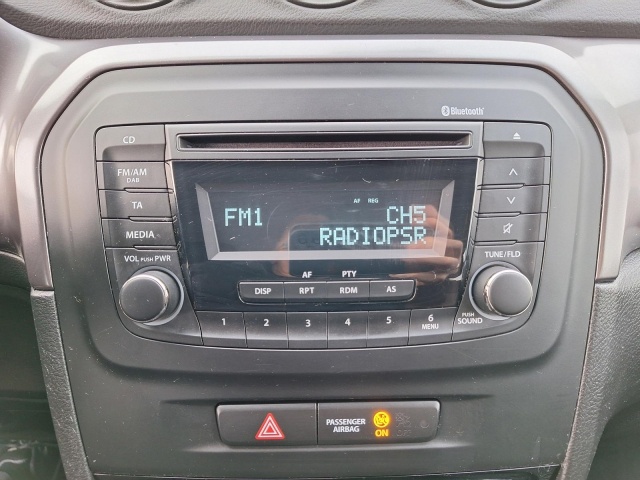 Bluetooth
CD
FM/AM
DAB
TA
MEDIA
VOL PUSH PWR
AF REG
FM1 CH5
RADIOPSR
AF PTY
DISP RPT RDM AS
1 2 3 4 5 6
MENU
TUNE/FLD
PUSH
SOUND
PASSENGER
AIRBAG
ON